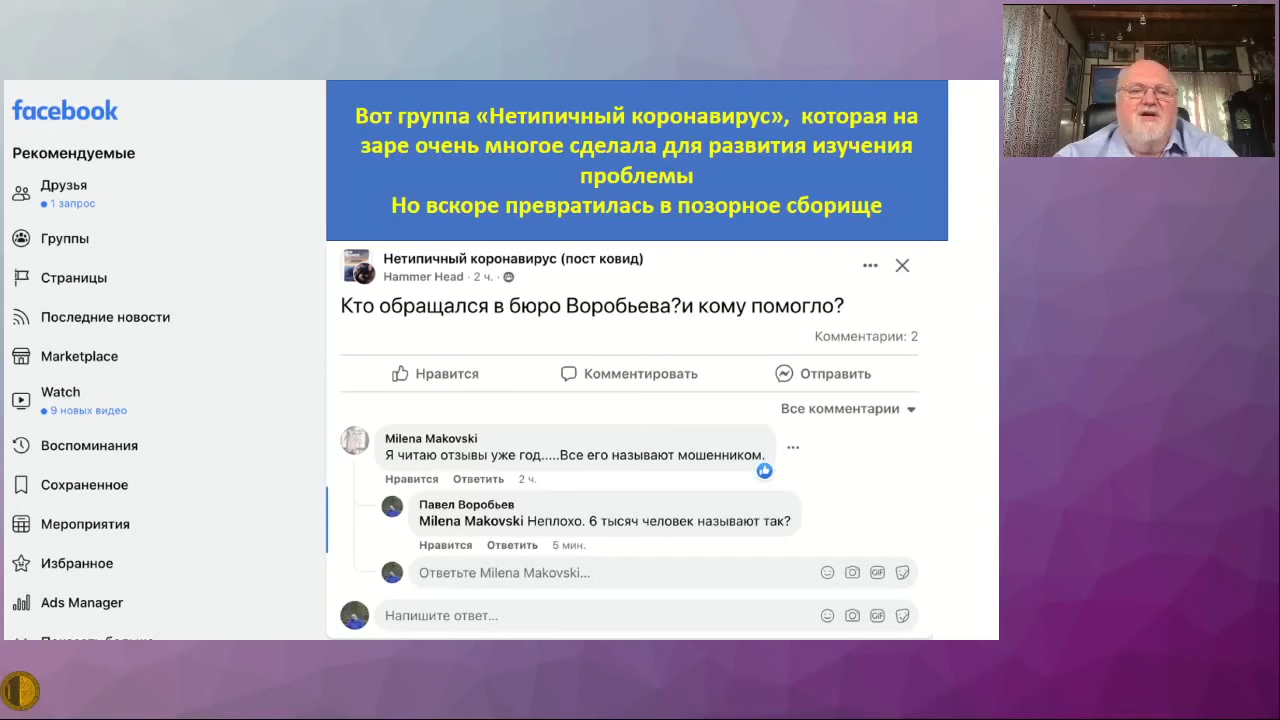 facebook
Рекомендуемые
Друзья
1 запрос
Группы
Страницы
Последние новости
Marketplace
Watch
9 новых видео
Воспоминания
Сохраненное
Мероприятия
Избранное
Ads Manager
Показать больше
Вот группа «Нетипичный коронавирус», которая на
заре очень многое сделала для развития изучения
проблемы
Но вскоре превратилась в позорное сборище
Нетипичный коронавирус (пост ковид)
Hammer Head · 2 ч. ·
Кто обращался в бюро Воробьева?и кому помогло?
Комментарии: 2
Нравится Комментировать Отправить
Все комментарии
Milena Makovski
Я читаю отзывы уже год.....Все его называют мошенником.
Нравится Ответить 2 ч.
Павел Воробьев
Milena Makovski Неплохо. 6 тысяч человек называют так?
Нравится Ответить 5 мин.
Ответьте Milena Makovski...
GIF
Напишите ответ...
GIF